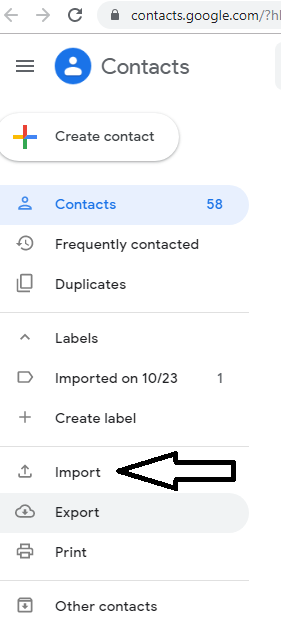 contacts.google.com/?hl
Contacts
Create contact
Contacts 58
Frequently contacted
Duplicates
Labels
Imported on 10/23 1
Create label
Import
Export
Print
Other contacts